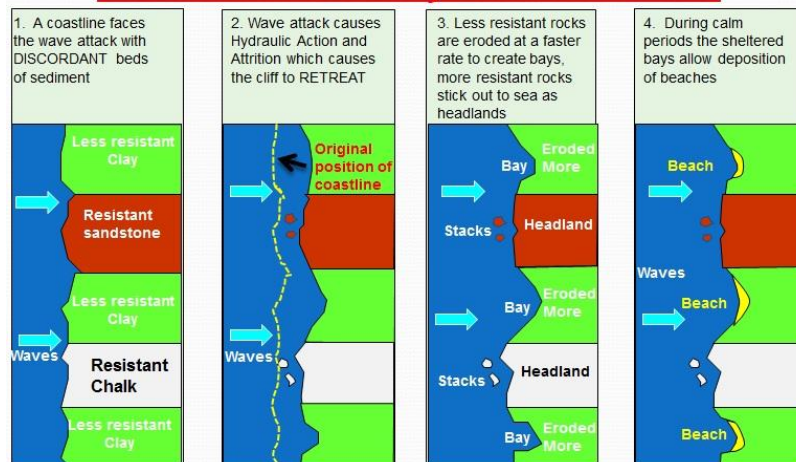 1. A coastline faces
the wave attack with
DISCORDANT beds
of sediment
Less resistant
Clay
Resistant
sandstone
Less resistant
Clay
Waves
Resistant
Chalk
Less resistant
Clay
2. Wave attack causes
Hydraulic Action and
Attrition which causes
the cliff to RETREAT
Original
position of
coastline
Waves
3. Less resistant rocks
are eroded at a faster
rate to create bays,
more resistant rocks
stick out to sea as
headlands
Bay
Eroded
More
Stacks
Headland
Bay
Eroded
More
Stacks
Headland
Bay
Eroded
More
4. During calm
periods the sheltered
bays allow deposition
of beaches
Beach
Waves
Beach
Beach